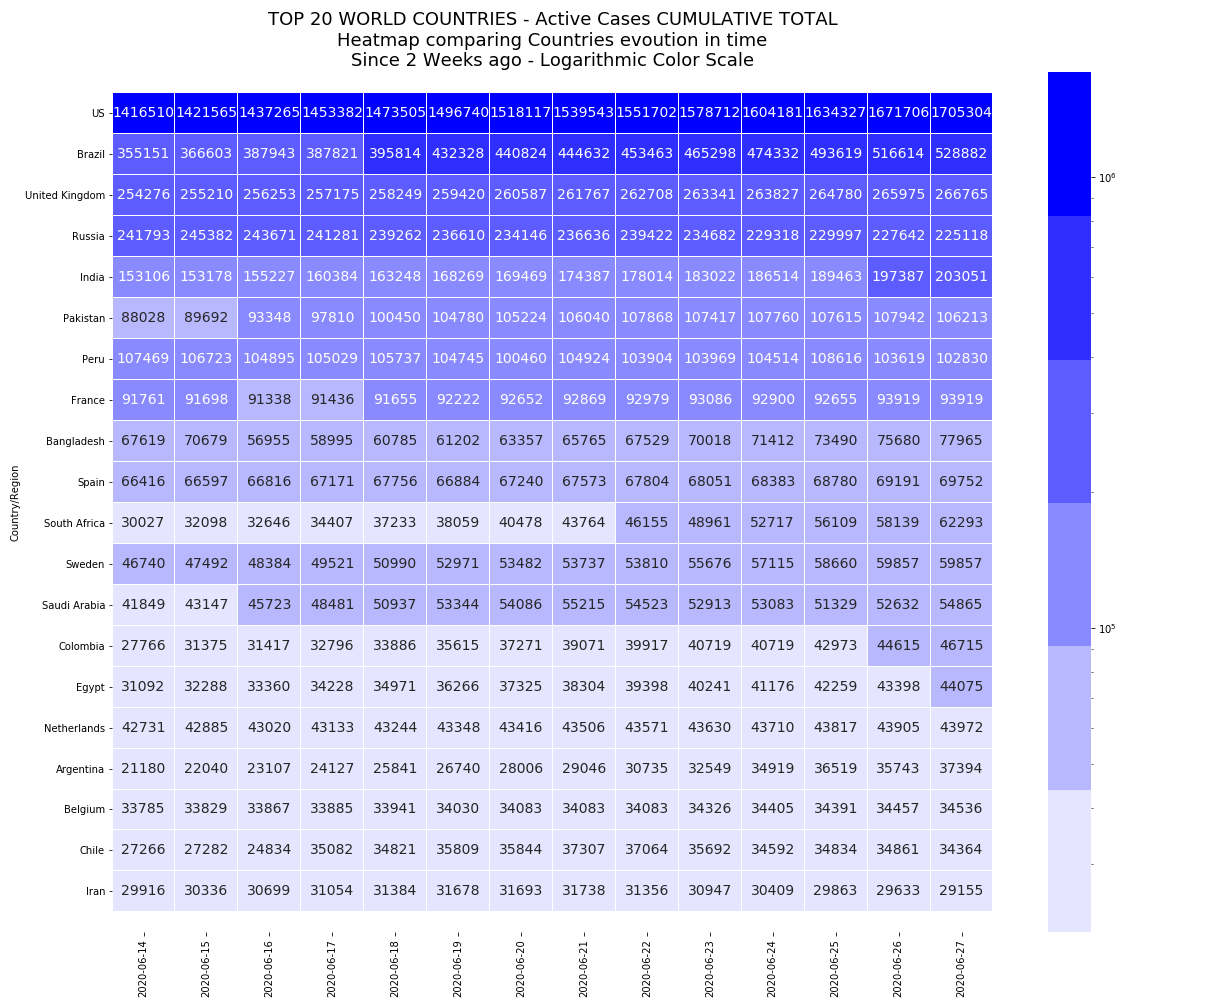 TOP 20 WORLD COUNTRIES - Active Cases CUMULATIVE TOTAL
Heatmap comparing Countries evoution in time
Since 2 Weeks ago - Logarithmic Color Scale
US 1416510 1421565 1437265 1453382 1473505 1496740 1518117 1539543 1551702 1578712 1604181 1634327 1671706 1705304
Brazil 355151 366603 387943 387821 395814 432328 440824 444632 453463 465298 474332 493619 516614 528882
United Kingdom 254276 255210 256253 257175 258249 259420 260587 261767 262708 263341 263827 264780 265975 266765
Russia 241793 245382 243671 241281 239262 236610 234146 236636 239422 234682 229318 229997 227642 225118
India 153106 153178 155227 160384 163248 168269 169469 174387 178014 183022 186514 189463 197387 203051
Pakistan 88028 89692 93348 97810 100450 104780 105224 106040 107868 107417 107760 107615 107942 106213
Peru 107469 106723 104895 105029 105737 104745 100460 104924 103904 103969 104514 108616 103619 102830
France 91761 91698 91338 91436 91655 92222 92652 92869 92979 93086 92900 92655 93919 93919
Bangladesh 67619 70679 56955 58995 60785 61202 63357 65765 67529 70018 71412 73490 75680 77965
Spain 66416 66597 66816 67171 67756 66884 67240 67573 67804 68051 68383 68780 69191 69752
South Africa 30027 32098 32646 34407 37233 38059 40478 43764 46155 48961 52717 56109 58139 62293
Sweden 46740 47492 48384 49521 50990 52971 53482 53737 53810 55676 57115 58660 59857 59857
Saudi Arabia 41849 43147 45723 48481 50937 53344 54086 55215 54523 52913 53083 51329 52632 54865
Colombia 27766 31375 31417 32796 33886 35615 37271 39071 39917 40719 40719 42973 44615 46715
Egypt 31092 32288 33360 34228 34971 36266 37325 38304 39398 40241 41176 42259 43398 44075
Netherlands 42731 42885 43020 43133 43244 43348 43416 43506 43571 43630 43710 43817 43905 43972
Argentina 21180 22040 23107 24127 25841 26740 28006 29046 30735 32549 34919 36519 35743 37394
Belgium 33785 33829 33867 33885 33941 34030 34083 34083 34083 34326 34405 34391 34457 34536
Chile 27266 27282 24834 35082 34821 35809 35844 37307 37064 35692 34592 34834 34861 34364
Iran 29916 30336 30699 31054 31384 31678 31693 31738 31356 30947 30409 29863 29633 29155
2020-06-14 2020-06-15 2020-06-16 2020-06-17 2020-06-18 2020-06-19 2020-06-20 2020-06-21 2020-06-22 2020-06-23 2020-06-24 2020-06-25 2020-06-26 2020-06-27
Country/Region
10⁶
10⁵